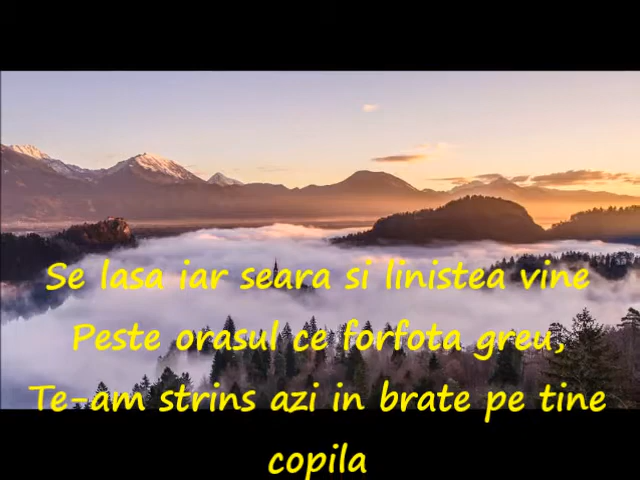 Se lasa iar seara si linistea vine
Peste orasul ce forfota greu,
Te-am strins azi in brate pe tine
copila